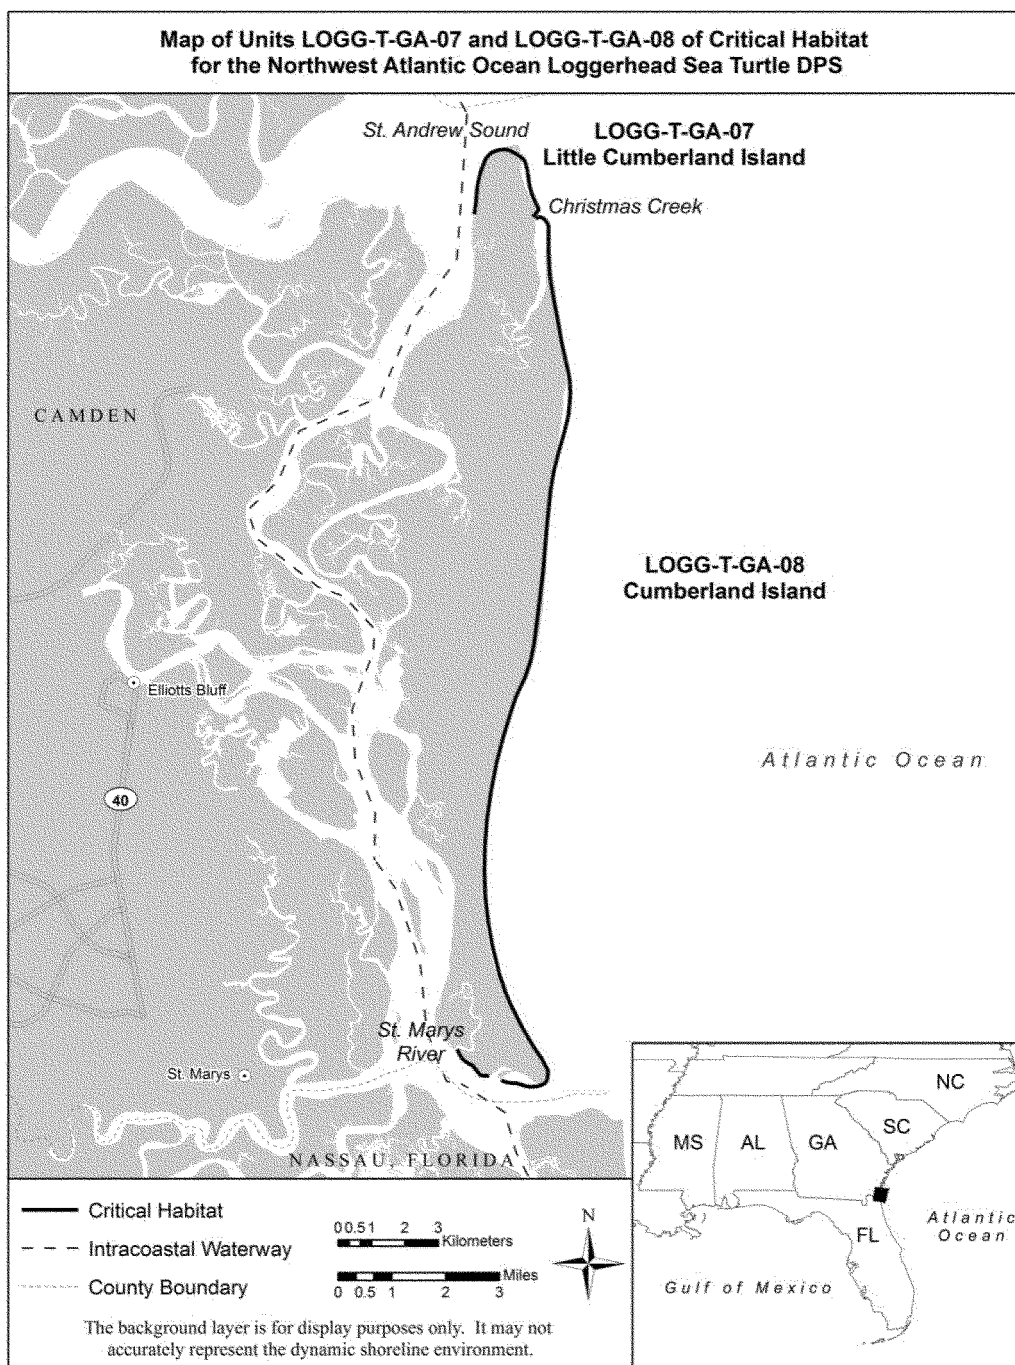 Map of Units LOGG-T-GA-07 and LOGG-T-GA-08 of Critical Habitat
for the Northwest Atlantic Ocean Loggerhead Sea Turtle DPS
St. Andrew Sound
LOGG-T-GA-07
Little Cumberland Island
Christmas Creek
CAMDEN
LOGG-T-GA-08
Cumberland Island
Elliotts Bluff
Atlantic Ocean
40
St. Marys
River
St. Marys
NASSAU, FLORIDA
NC
SC
MS
AL
GA
FL
Atlantic
Ocean
Gulf of Mexico
Critical Habitat
Intracoastal Waterway
County Boundary
0 0.5 1 2 3
Kilometers
Miles
0 0.5 1 2 3
N
The background layer is for display purposes only. It may not
accurately represent the dynamic shoreline environment.